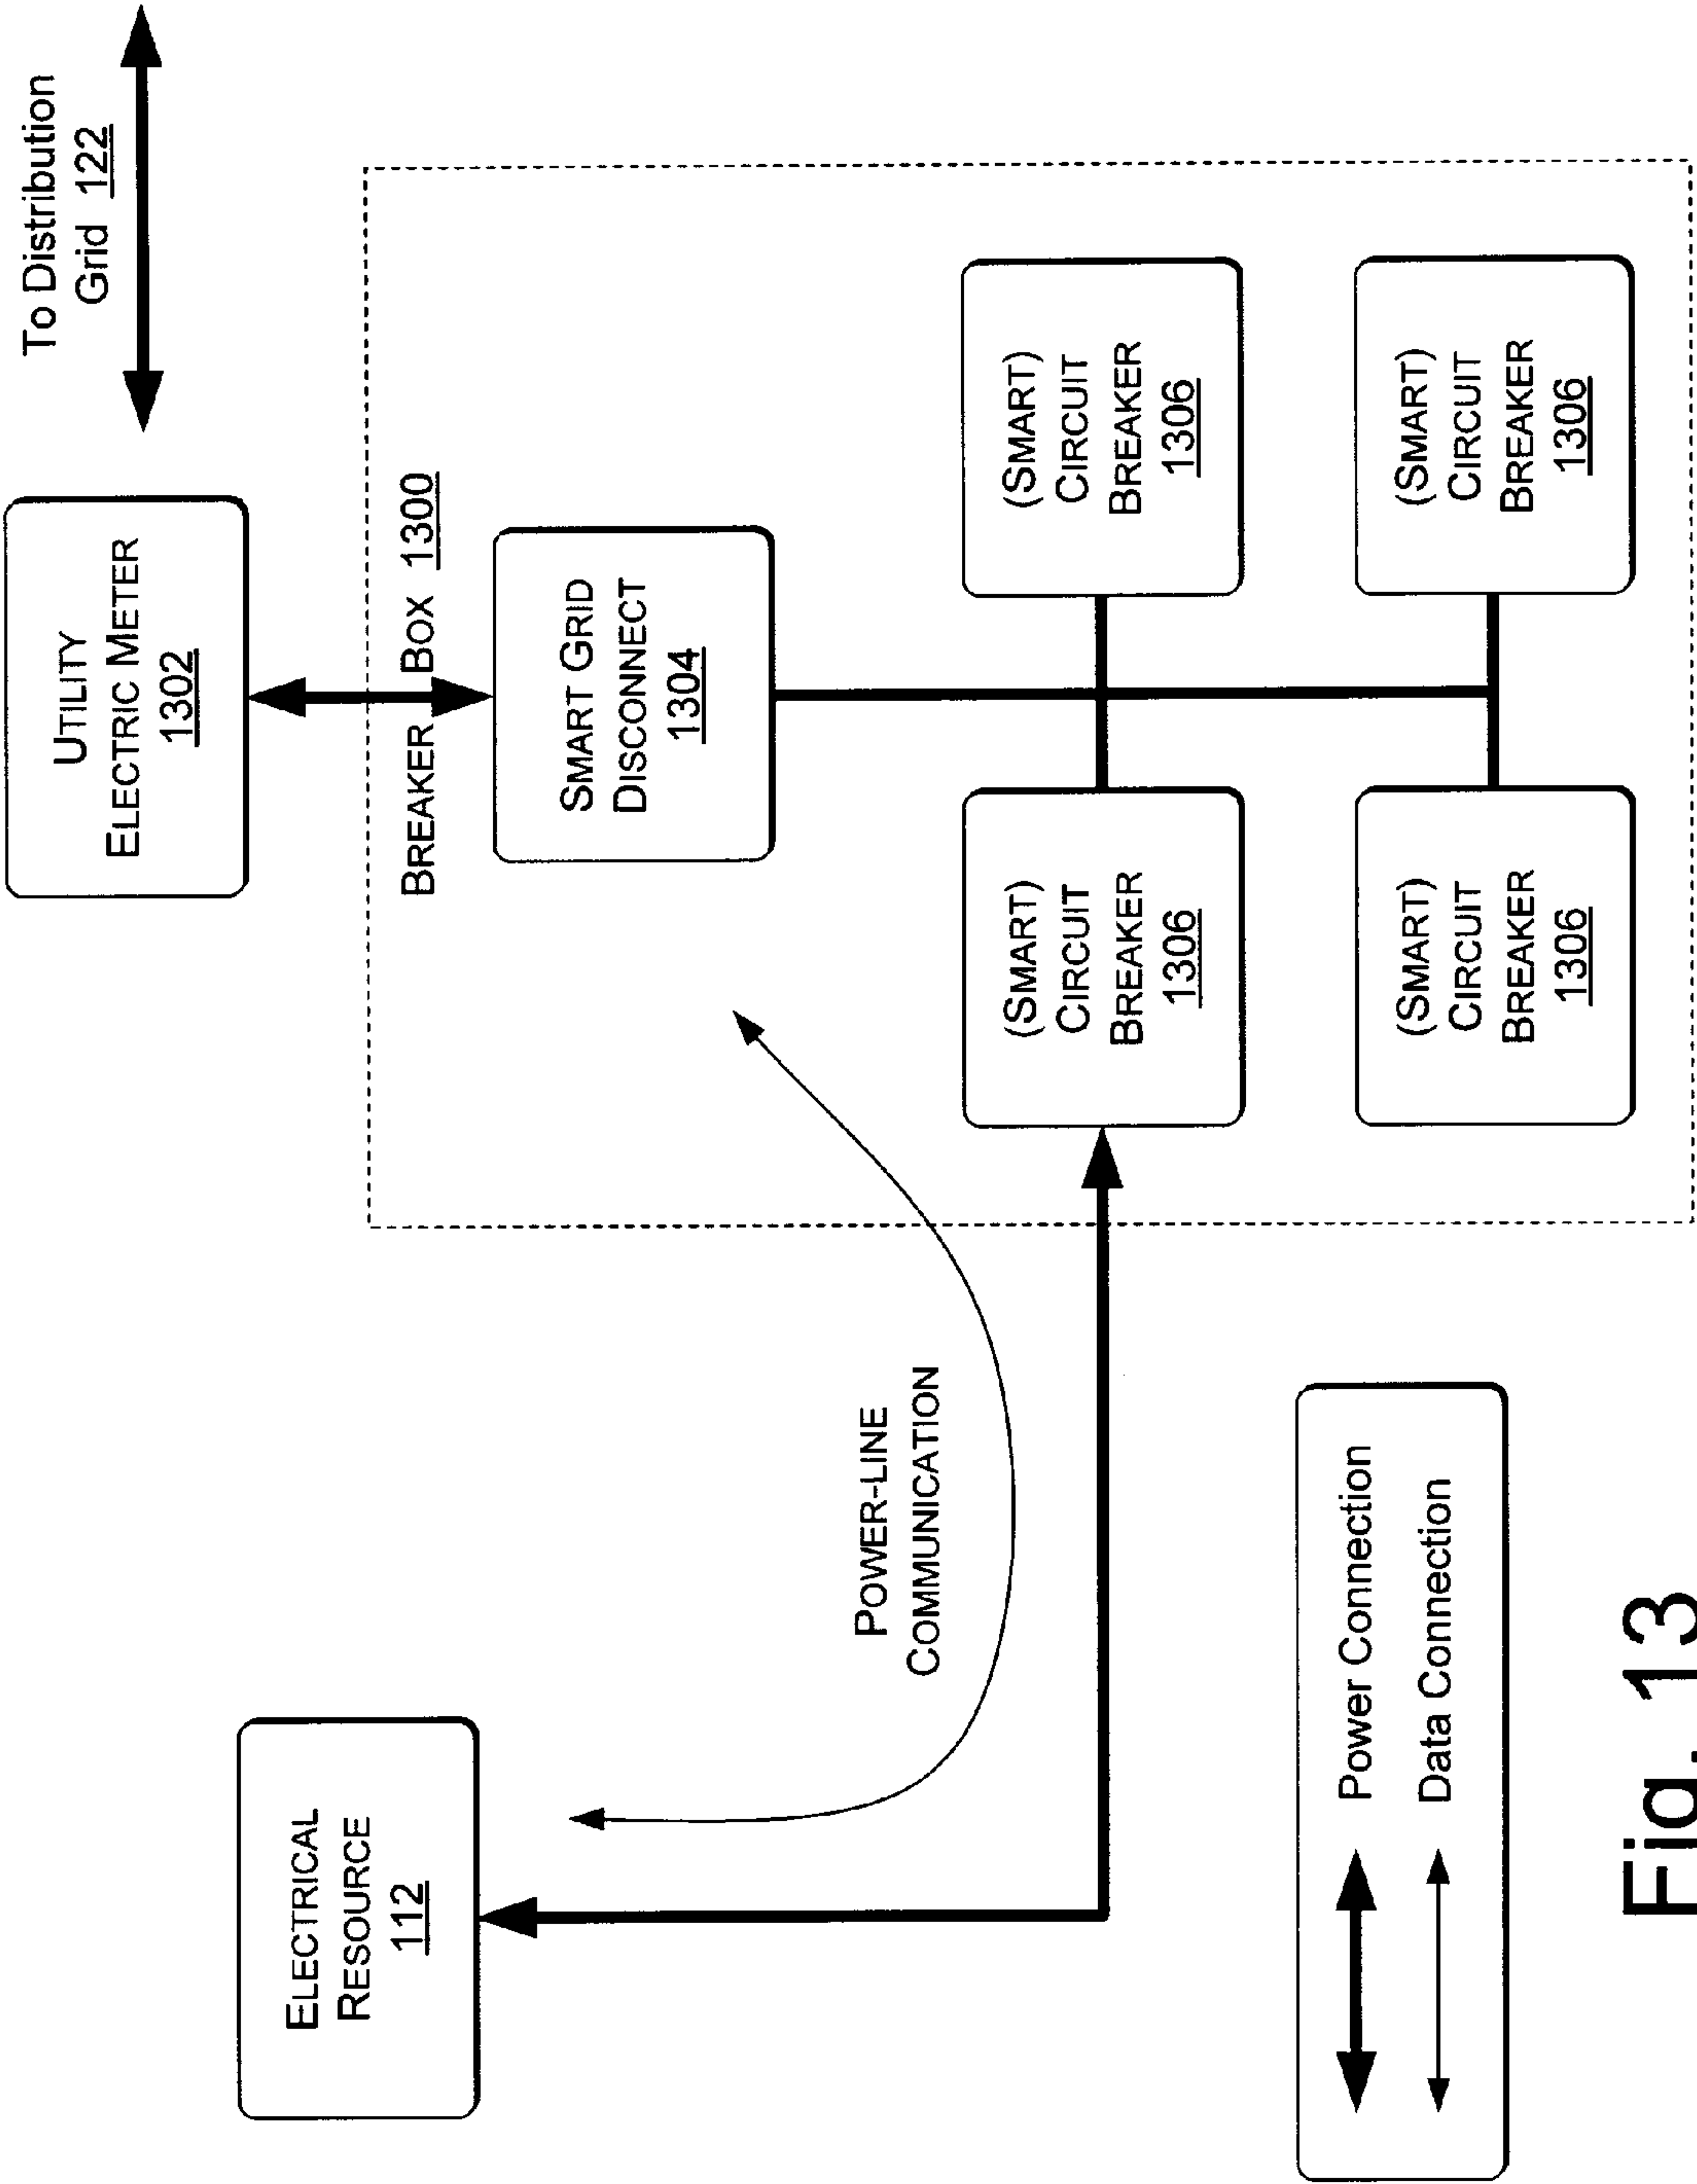 To Distribution
Grid 122
UTILITY
ELECTRIC METER
1302
BREAKER BOX 1300
SMART GRID
DISCONNECT
1304
(SMART)
CIRCUIT
BREAKER
1306
(SMART)
CIRCUIT
BREAKER
1306
(SMART)
CIRCUIT
BREAKER
1306
(SMART)
CIRCUIT
BREAKER
1306
ELECTRICAL
RESOURCE
112
POWER-LINE
COMMUNICATION
Power Connection
Data Connection
Fig. 13